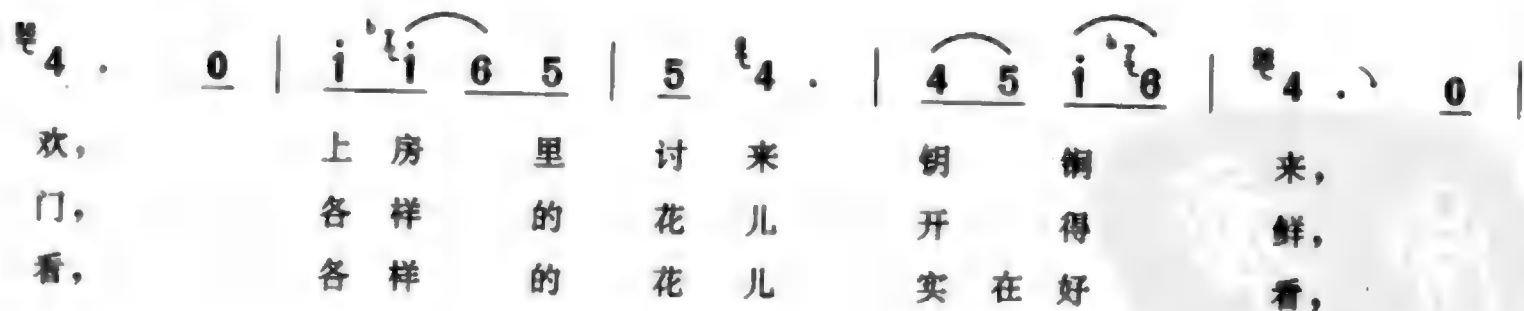 4 . 0 | i i 6 5 | 5 4 . | 4 5 i 6 | 4 . 0 |
欢, 上 房 里 讨 来 钥 来,
门, 各 样 的 花 儿 开 得 鲜,
看, 各 样 的 花 儿 实 在 好 看,